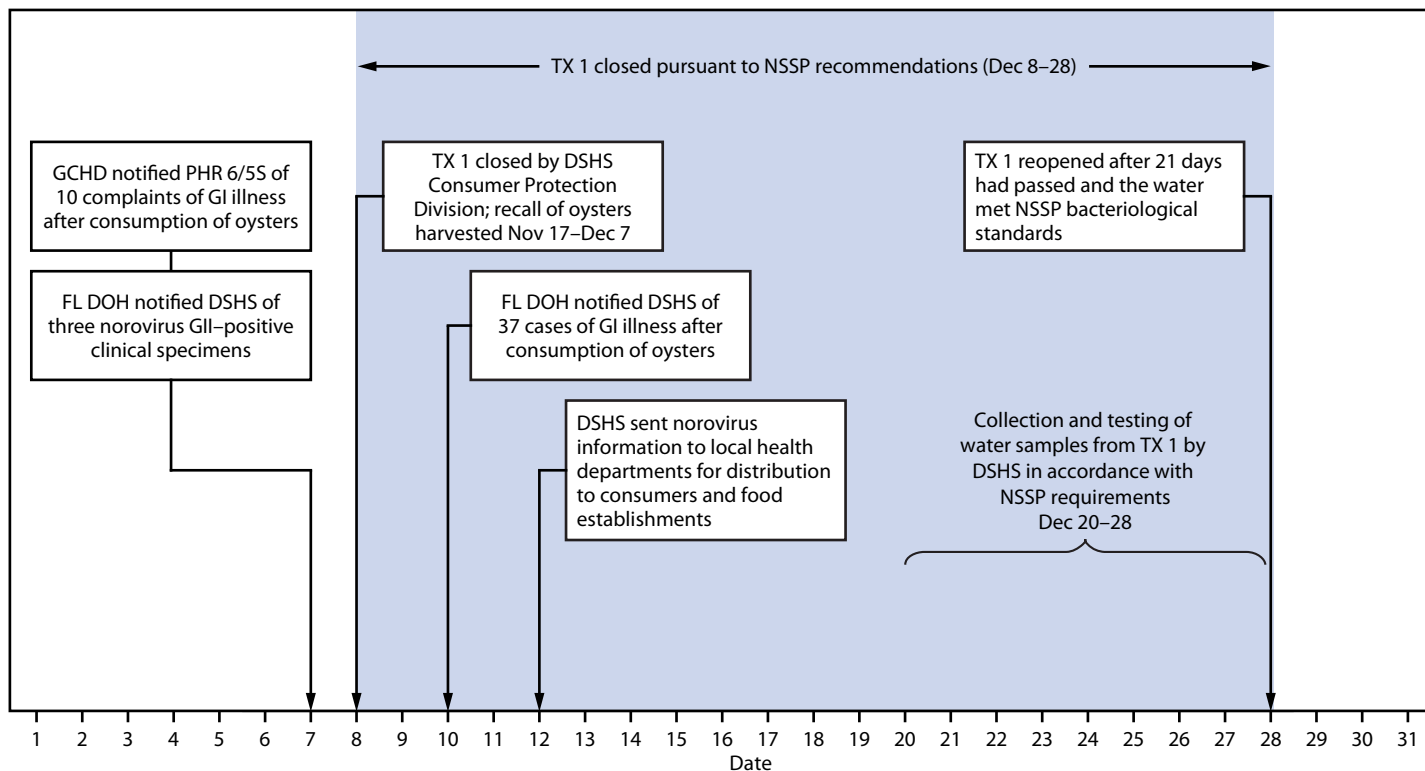 TX 1 closed pursuant to NSSP recommendations (Dec 8–28)
GCHD notified PHR 6/5S of
10 complaints of GI illness
after consumption of oysters
FL DOH notified DSHS of
three norovirus GII–positive
clinical specimens
TX 1 closed by DSHS
Consumer Protection
Division; recall of oysters
harvested Nov 17–Dec 7
FL DOH notified DSHS of
37 cases of GI illness after
consumption of oysters
DSHS sent norovirus
information to local health
departments for distribution
to consumers and food
establishments
TX 1 reopened after 21 days
had passed and the water
met NSSP bacteriological
standards
Collection and testing of
water samples from TX 1 by
DSHS in accordance with
NSSP requirements
Dec 20–28
1 2 3 4 5 6 7 8 9 10 11 12 13 14 15 16 17 18 19 20 21 22 23 24 25 26 27 28 29 30 31
Date